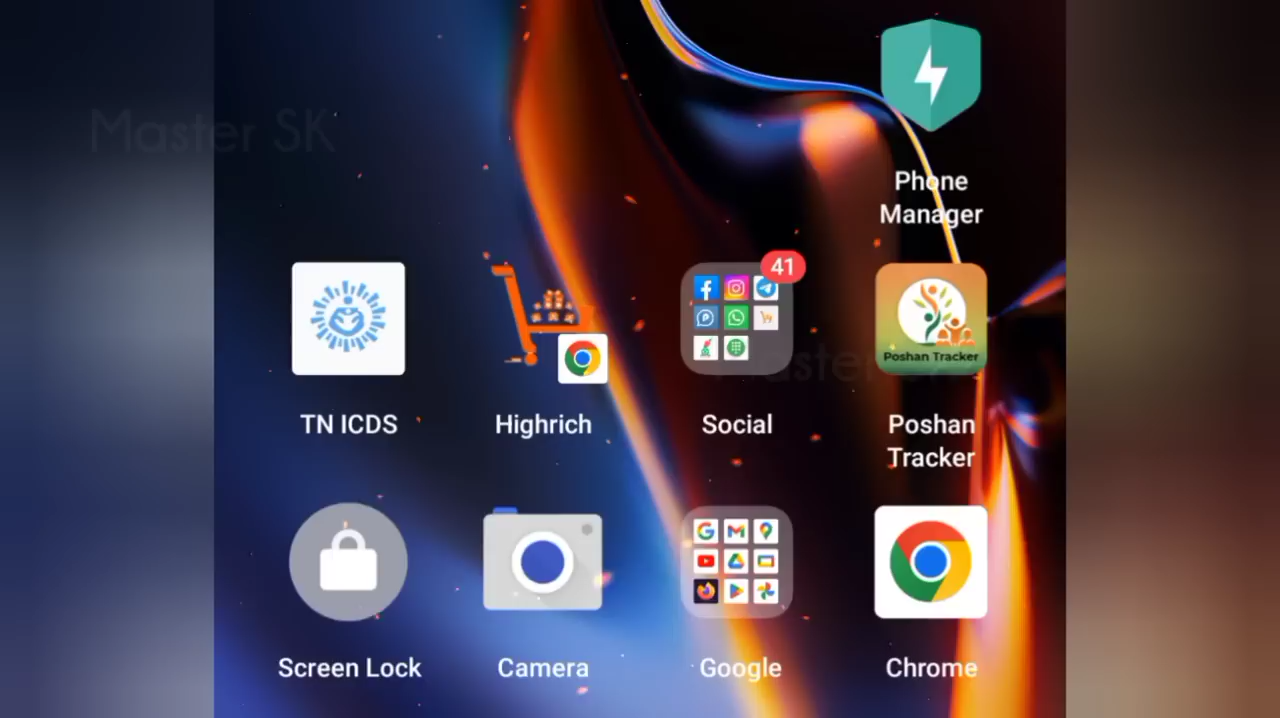 Master SK
Phone
Manager
41
Poshan Tracker
TN ICDS
Highrich
Social
Poshan
Tracker
Screen Lock
Camera
Google
Chrome